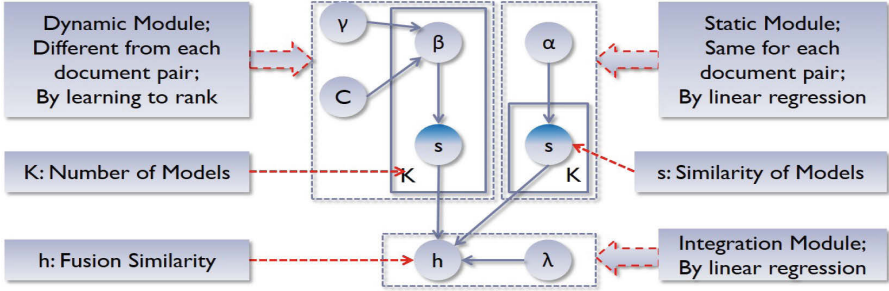 Dynamic Module;
Different from each
document pair;
By learning to rank
γ
β
C
s
K
α
s
K
Static Module;
Same for each
document pair;
By linear regression
K: Number of Models
s: Similarity of Models
h: Fusion Similarity
h
λ
Integration Module;
By linear regression